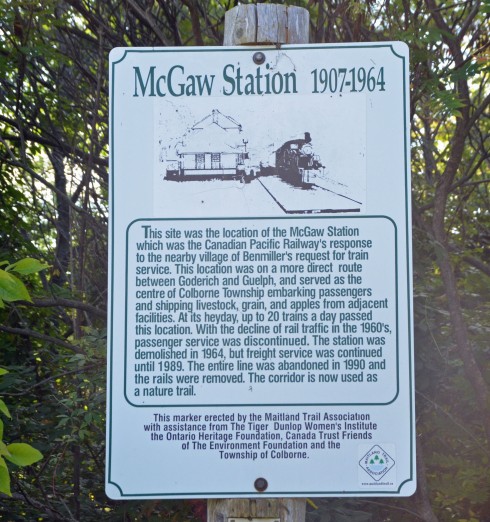 McGaw Station 1907-1964
This site was the location of the McGaw Station
which was the Canadian Pacific Railway's response
to the nearby village of Benmiller's request for train
service. This location was on a more direct route
between Goderich and Guelph, and served as the
centre of Colborne Township embarking passengers
and shipping livestock, grain, and apples from adjacent
facilities. At its heyday, up to 20 trains a day passed
this location. With the decline of rail traffic in the 1960's,
passenger service was discontinued. The station was
demolished in 1964, but freight service was continued
until 1989. The entire line was abandoned in 1990 and
the rails were removed. The corridor is now used as
a nature trail.
This marker erected by the Maitland Trail Association
with assistance from The Tiger Dunlop Women's Institute
the Ontario Heritage Foundation, Canada Trust Friends
of The Environment Foundation and the
Township of Colborne.
MAITLAND TRAIL
ASSOCIATION